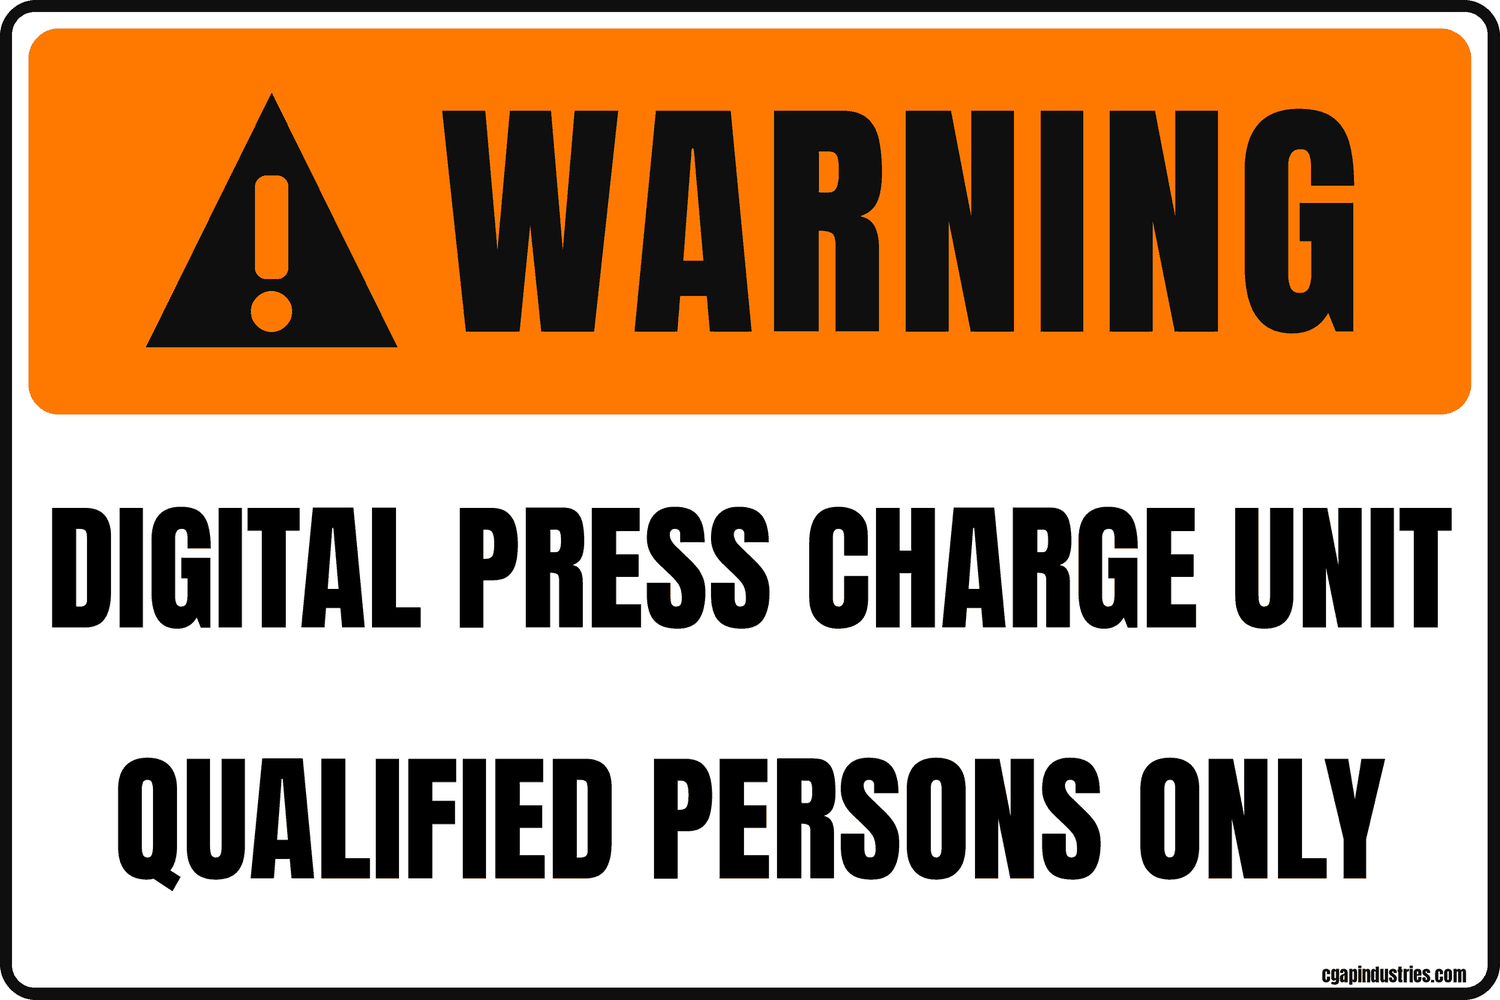 WARNING
DIGITAL PRESS CHARGE UNIT
QUALIFIED PERSONS ONLY
cgapindustries.com